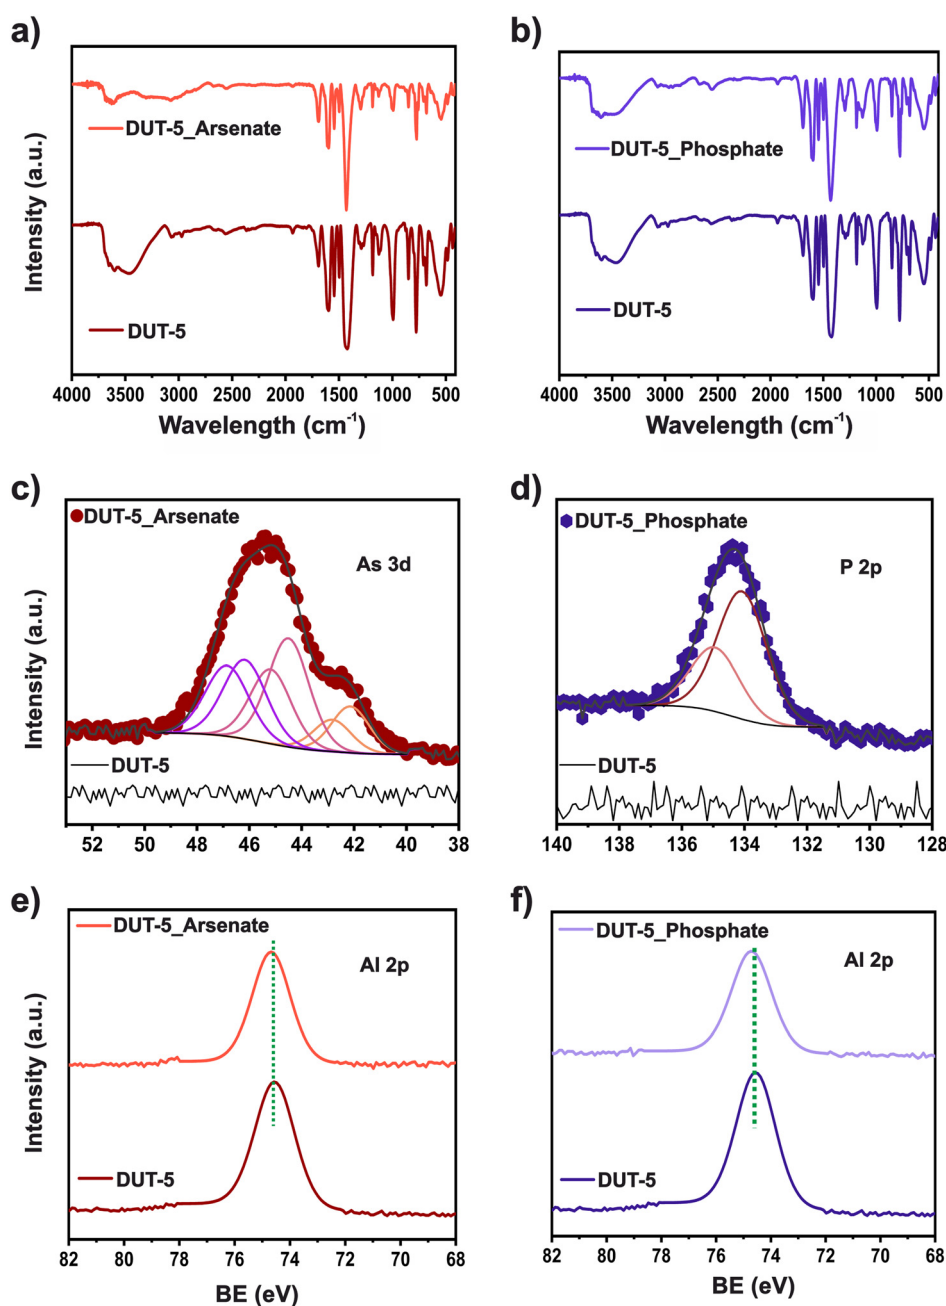 a)
DUT-5_Arsenate
DUT-5
Intensity (a.u.)
4000 3500 3000 2500 2000 1500 1000 500
Wavelength (cm-1)
b)
DUT-5_Phosphate
DUT-5
4000 3500 3000 2500 2000 1500 1000 500
Wavelength (cm-1)
c)
DUT-5_Arsenate
As 3d
DUT-5
Intensity (a.u.)
52 50 48 46 44 42 40 38
d)
DUT-5_Phosphate
P 2p
DUT-5
140 138 136 134 132 130 128
e)
DUT-5_Arsenate
Al 2p
DUT-5
Intensity (a.u.)
82 80 78 76 74 72 70 68
BE (eV)
f)
DUT-5_Phosphate
Al 2p
DUT-5
82 80 78 76 74 72 70 68
BE (eV)